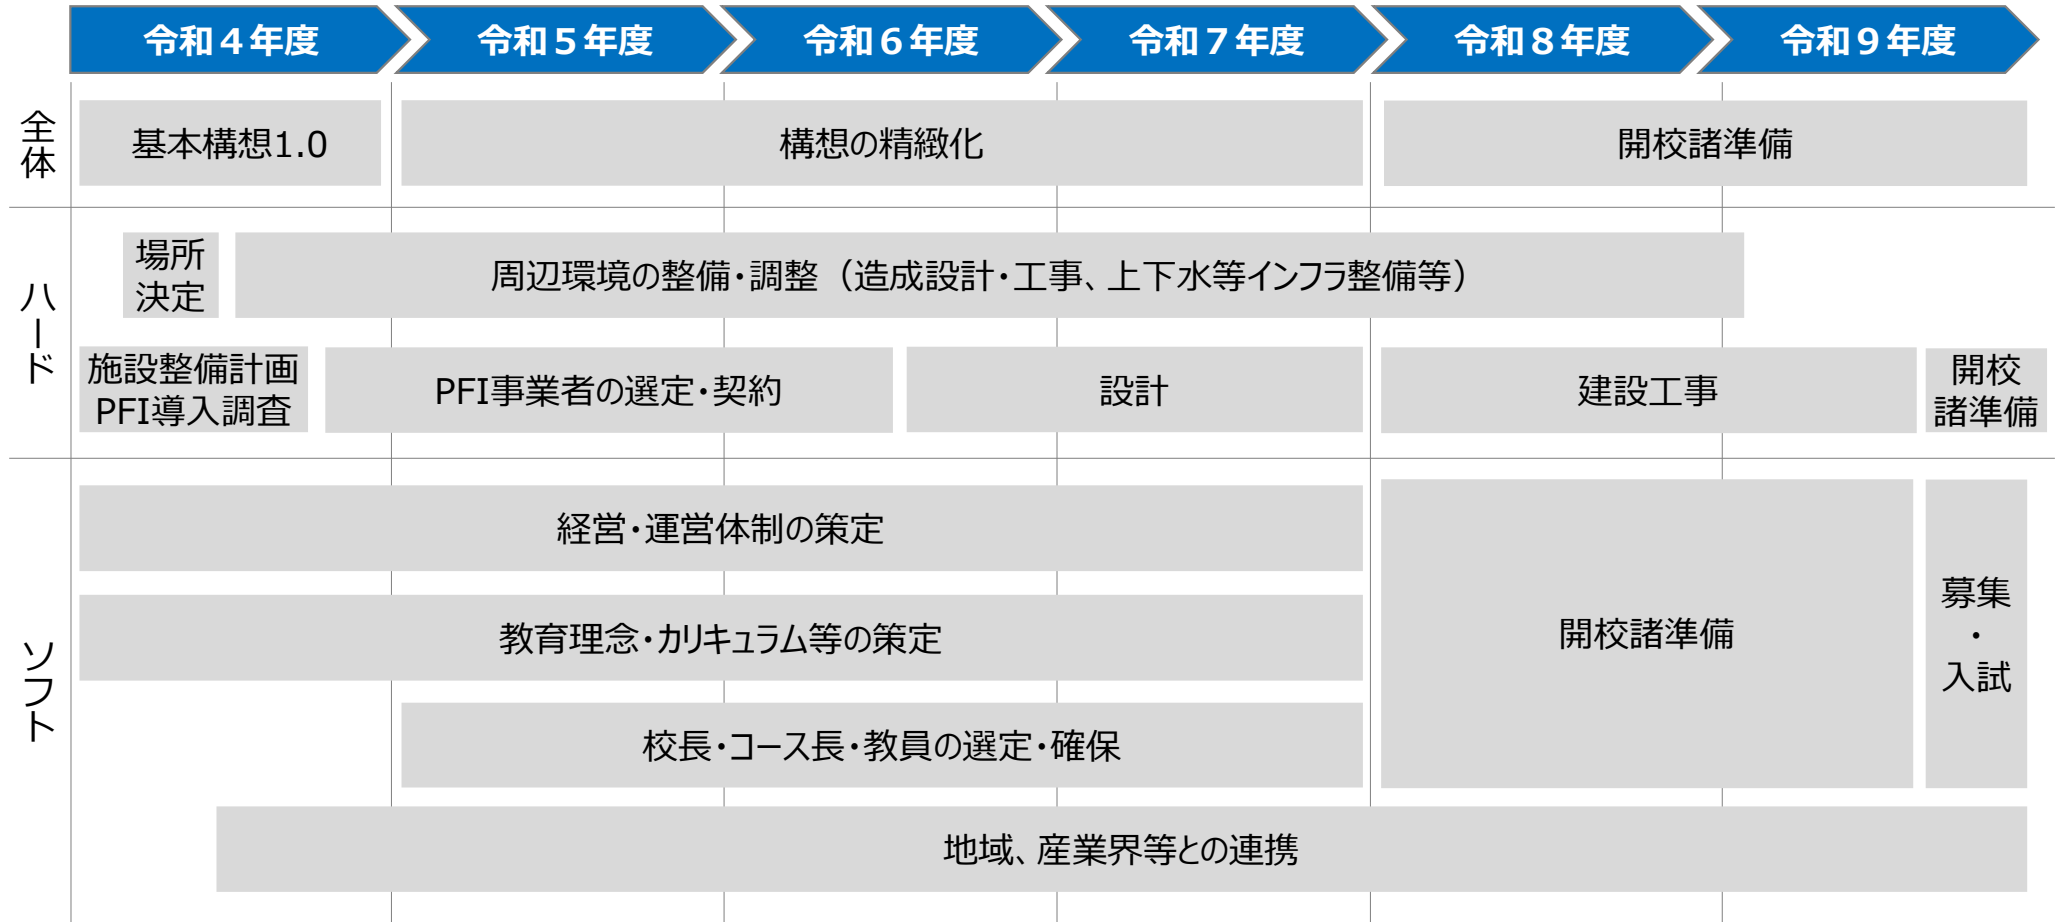 令和４年度
令和５年度
令和６年度
令和７年度
令和８年度
令和９年度
全体
基本構想1.0
構想の精緻化
開校諸準備
ハード
場所
決定
周辺環境の整備・調整（造成設計・工事、上下水等インフラ整備等）
施設整備計画
PFI導入調査
PFI事業者の選定・契約
設計
建設工事
開校
諸準備
ソフト
経営・運営体制の策定
教育理念・カリキュラム等の策定
校長・コース長・教員の選定・確保
開校諸準備
募集
・
入試
地域、産業界等との連携